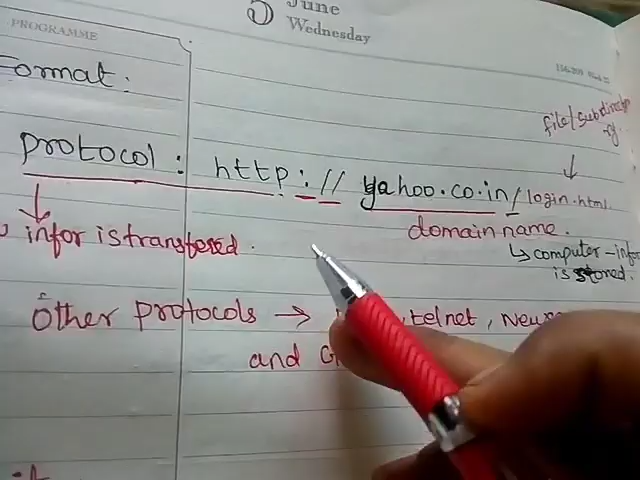 June
Wednesday
PROGRAMME
Format:
file/subdirectory
protocol: http:// yahoo.co.in/login.html
infor is transfered.
domain name.
↳ computer-infor
is stored.
Other protocols → telnet,
and